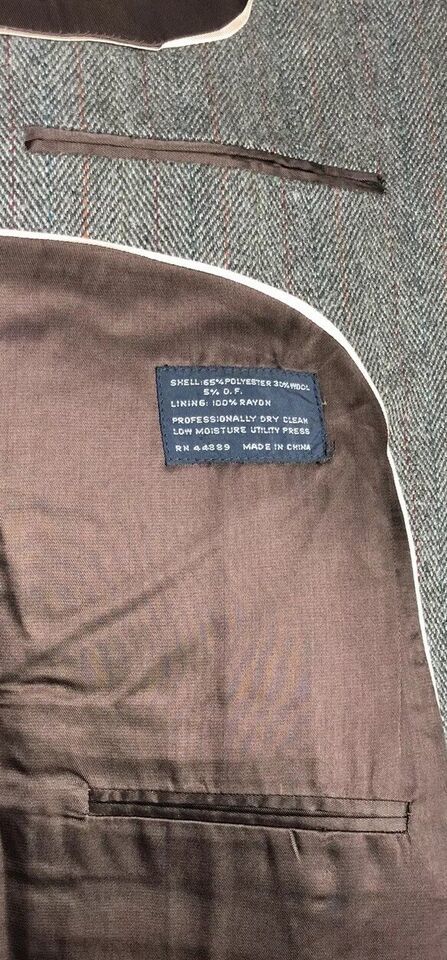 SHELL: 65% POLYESTER 30% WOOL
5% O.F.
LINING: 100% RAYON
PROFESSIONALLY DRY CLEAN
LOW MOISTURE UTILITY PRESS
RN 44889 MADE IN CHINA